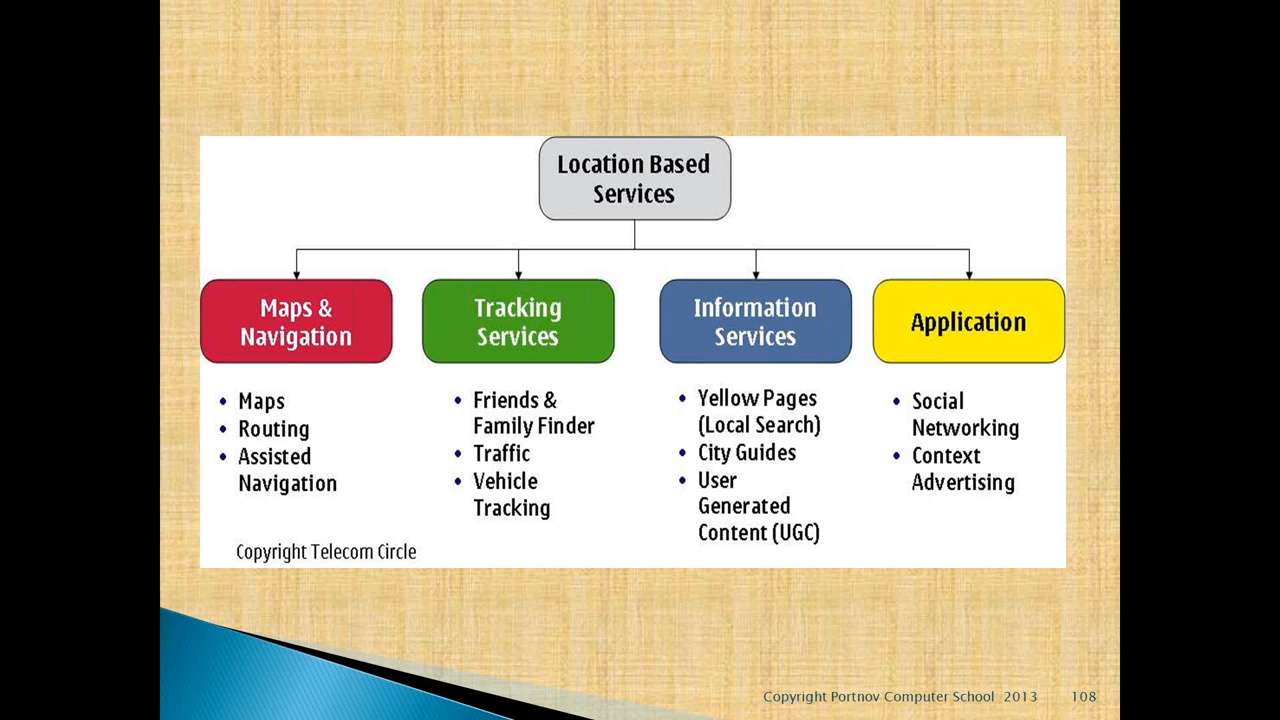 Location Based
Services
Maps &
Navigation
Tracking
Services
Information
Services
Application
• Maps
• Routing
• Assisted
Navigation
• Friends &
Family Finder
• Traffic
• Vehicle
Tracking
• Yellow Pages
(Local Search)
• City Guides
• User
Generated
Content (UGC)
• Social
Networking
• Context
Advertising
Copyright Telecom Circle
Copyright Portnov Computer School 2013 108